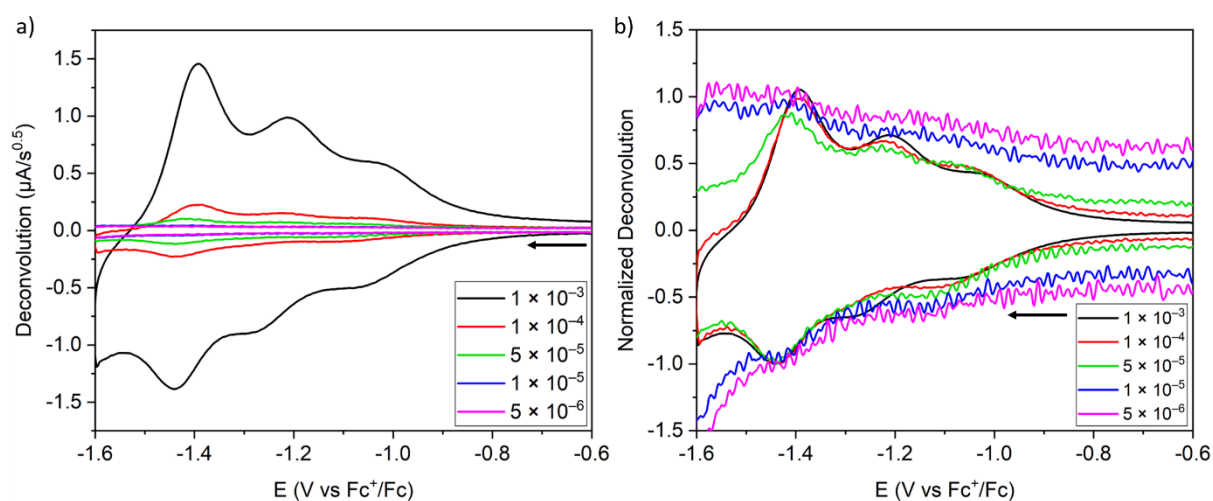 a)
Deconvolution (µA/s⁰·⁵)
1.5
1.0
0.5
0.0
-0.5
-1.0
-1.5
-1.6
-1.4
-1.2
-1.0
-0.8
-0.6
E (V vs Fc⁺/Fc)
1 × 10⁻³
1 × 10⁻⁴
5 × 10⁻⁵
1 × 10⁻⁵
5 × 10⁻⁶
b)
Normalized Deconvolution
1.5
1.0
0.5
0.0
-0.5
-1.0
-1.5
-1.6
-1.4
-1.2
-1.0
-0.8
-0.6
E (V vs Fc⁺/Fc)
1 × 10⁻³
1 × 10⁻⁴
5 × 10⁻⁵
1 × 10⁻⁵
5 × 10⁻⁶